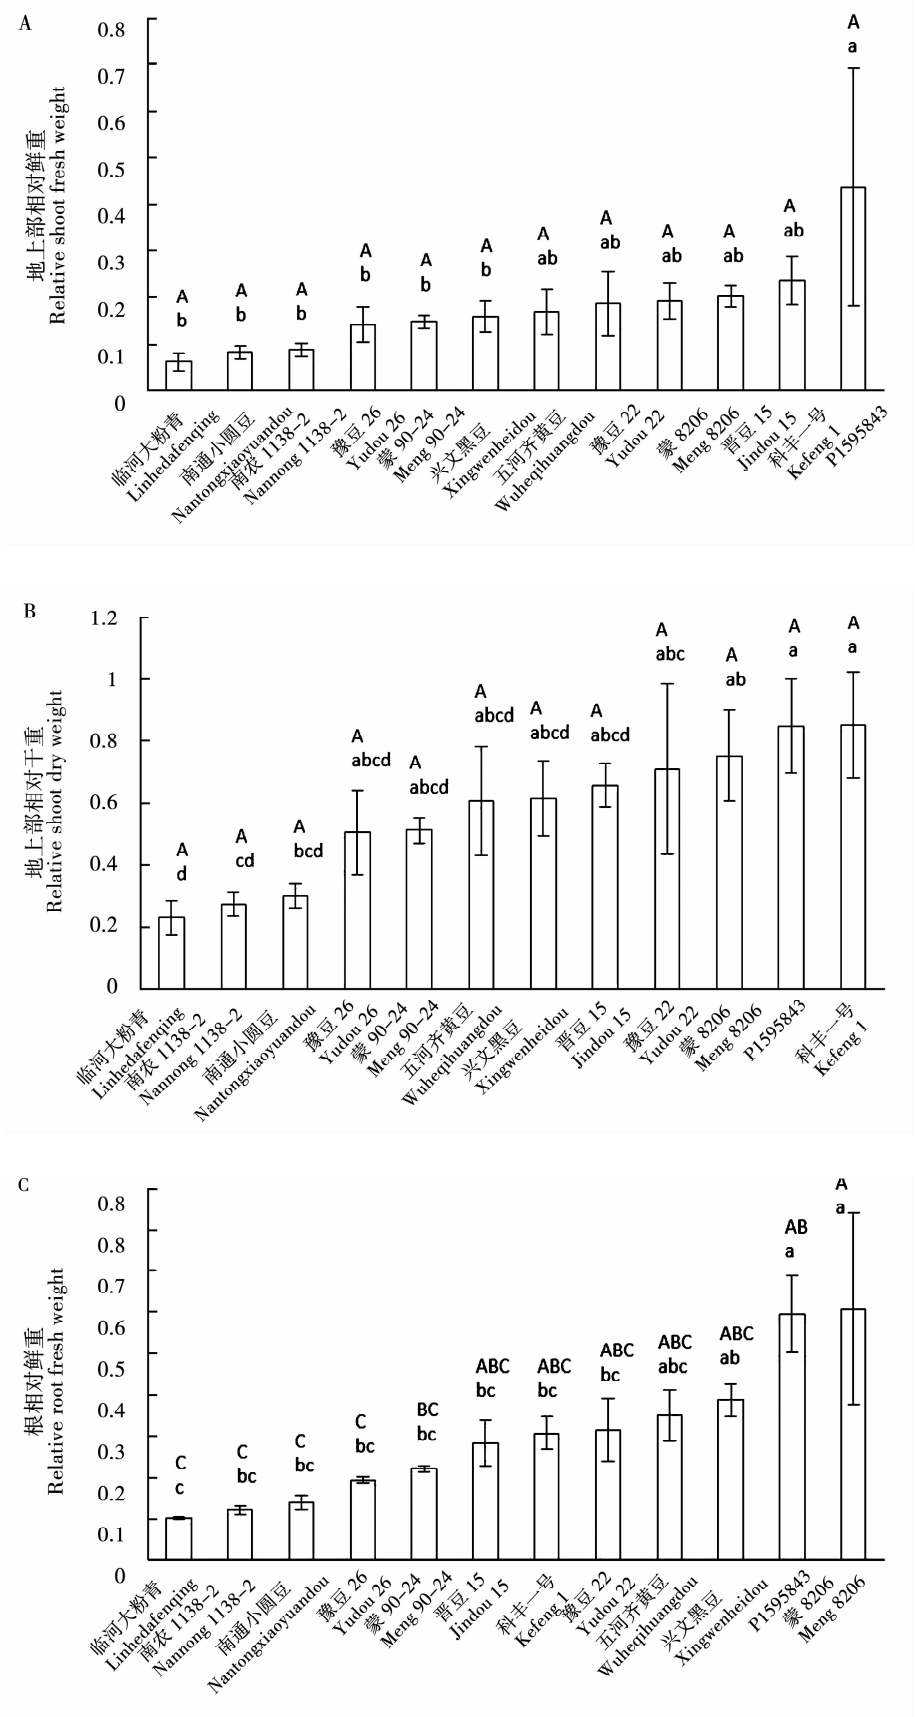 A
地上部相对鲜重
Relative shoot fresh weight
0.8
0.7
0.6
0.5
0.4
0.3
0.2
0.1
0
A
b
A
b
A
b
A
b
A
b
A
b
A
ab
A
ab
A
ab
A
ab
A
ab
A
a
临河大粉青
Linhedafenqing
南通小圆豆
Nantongxiaoyuandou
南农 1138-2
Nannong 1138-2
豫豆 26
Yudou 26
蒙 90-24
Meng 90-24
兴文黑豆
Xingwenheidou
五河齐黄豆
Wuheqihuangdou
豫豆 22
Yudou 22
蒙 8206
Meng 8206
晋豆 15
Jindou 15
科丰一号
Kefeng 1
P1595843
B
地上部相对干重
Relative shoot dry weight
1.2
1
0.8
0.6
0.4
0.2
0
A
d
A
cd
A
bcd
A
abcd
A
abcd
A
abcd
A
abcd
A
abcd
A
abc
A
ab
A
a
A
a
临河大粉青
Linhedafenqing
南农 1138-2
Nannong 1138-2
南通小圆豆
Nantongxiaoyuandou
豫豆 26
Yudou 26
蒙 90-24
Meng 90-24
五河齐黄豆
Wuheqihuangdou
兴文黑豆
Xingwenheidou
晋豆 15
Jindou 15
豫豆 22
Yudou 22
蒙 8206
Meng 8206
P1595843
科丰一号
Kefeng 1
C
根相对鲜重
Relative root fresh weight
0.8
0.8
0.7
0.6
0.5
0.4
0.3
0.2
0.1
0
C
c
C
bc
C
bc
C
bc
BC
bc
ABC
bc
ABC
bc
ABC
bc
ABC
abc
ABC
ab
AB
a
A
a
临河大粉青
Linhedafenqing
南农 1138-2
Nannong 1138-2
南通小圆豆
Nantongxiaoyuandou
豫豆 26
Yudou 26
蒙 90-24
Meng 90-24
晋豆 15
Jindou 15
科丰一号
Kefeng 1
豫豆 22
Yudou 22
五河齐黄豆
Wuheqihuangdou
兴文黑豆
Xingwenheidou
P1595843
蒙 8206
Meng 8206